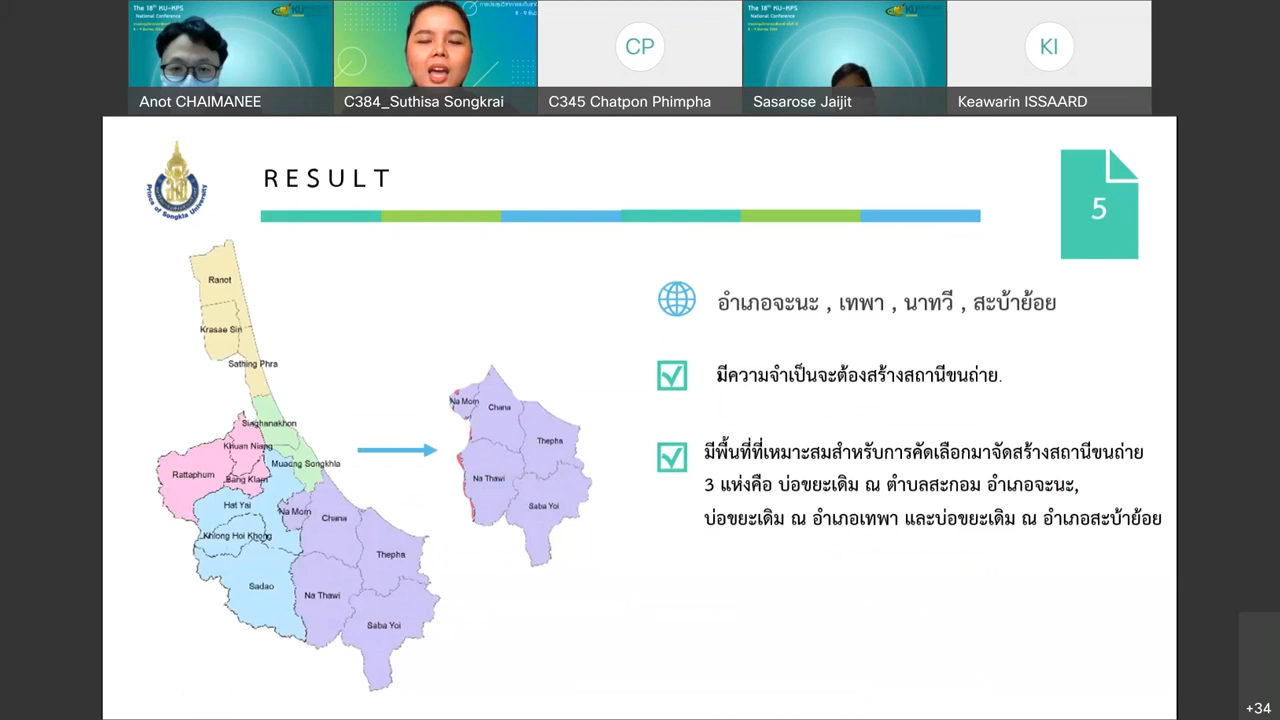 The 18th KU-KPS
National Conference
KU
Anot CHAIMANEE
C384_Suthisa Songkrai
CP
C345 Chatpon Phimpha
The 18th KU-KPS
National Conference
KU
Sasarose Jaijit
KI
Keawarin ISSAARD
Prince of Songkla University
RESULT
5
Ranot
Krasae Sin
Sathing Phra
Singhanakhon
Khuan Niang
Muaong Songkhla
Rattaphum
Bang Klam
Hat Yai
Na Mom
Chana
Khlong Hoi Khong
Thepha
Sadao
Na Thawi
Saba Yoi
Na Mom
Chana
Thepha
Na Thawi
Saba Yoi
อำเภอจะนะ , เทพา , นาทวี , สะบ้าย้อย
มีความจำเป็นจะต้องสร้างสถานีขนถ่าย.
มีพื้นที่ที่เหมาะสมสำหรับการคัดเลือกมาจัดสร้างสถานีขนถ่าย
3 แห่งคือ บ่อขยะเดิม ณ ตำบลสะกอม อำเภอจะนะ,
บ่อขยะเดิม ณ อำเภอเทพา และบ่อขยะเดิม ณ อำเภอสะบ้าย้อย
+34